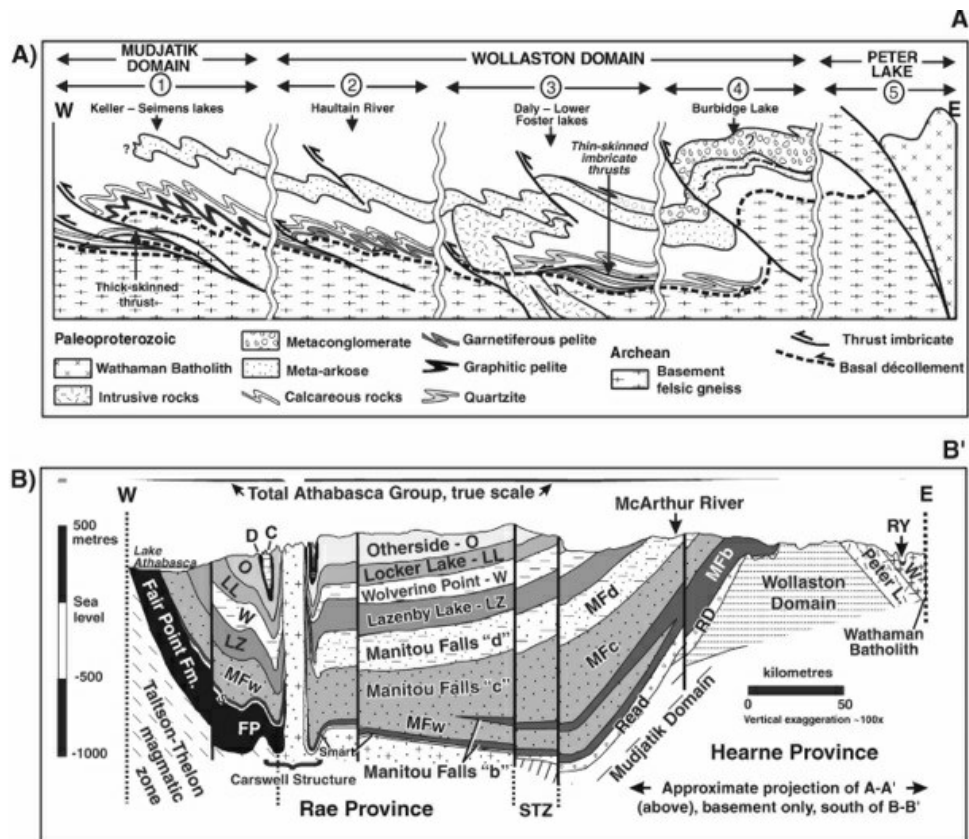 A
A)
MUDJATIK DOMAIN
WOLLASTON DOMAIN
PETER LAKE
1
2
3
4
5
W
Keller – Seimens lakes
Haultain River
Daly – Lower Foster lakes
Burbidge Lake
E
?
Thin-skinned imbricate thrusts
?
Thick-skinned thrust
Paleoproterozoic
Wathaman Batholith
Intrusive rocks
Metaconglomerate
Meta-arkose
Calcareous rocks
Garnetiferous pelite
Graphitic pelite
Quartzite
Archean
Basement felsic gneiss
Thrust imbricate
Basal décollement
B'
B)
W
Total Athabasca Group, true scale
McArthur River
E
500 metres
Sea level
-500
-1000
Lake Athabasca
D
C
RY
O
LL
W
LZ
MFw
Fair Point Fm.
FP
Otherside - O
Locker Lake - LL
Wolverine Point - W
Lazenby Lake - LZ
Manitou Falls "d"
Manitou Falls "c"
MFw
Manitou Falls "b"
Smart
MFd
MFc
MFb
RD
Read
Mudjatik Domain
Wollaston Domain
Peter L.
W
Wathaman Batholith
Taltson-Thelon magmatic zone
Carswell Structure
Rae Province
STZ
kilometres
0
50
Vertical exaggeration ~100x
Hearne Province
Approximate projection of A-A'
(above), basement only, south of B-B'